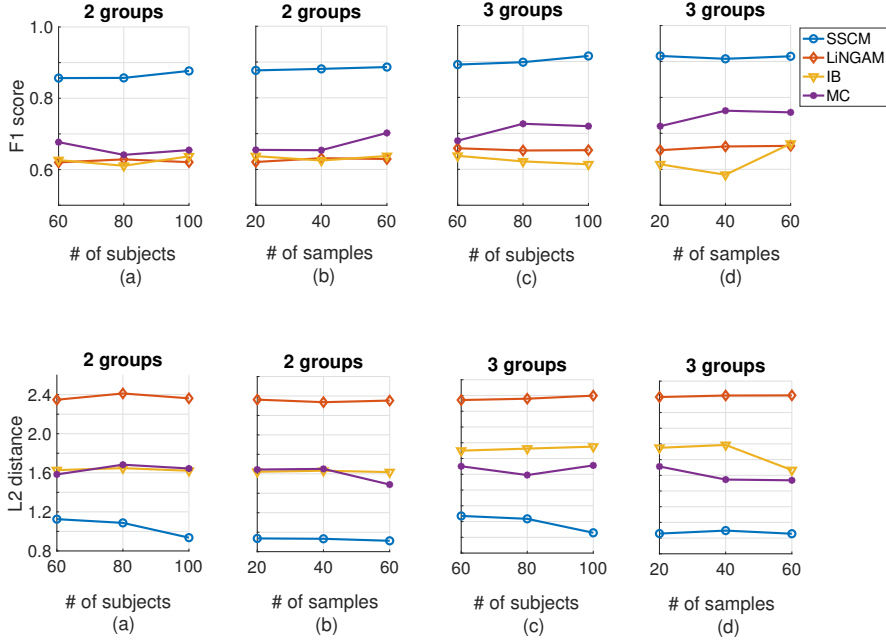 2 groups
2 groups
3 groups
3 groups
1.0
0.8
0.6
F1 score
60 80 100
20 40 60
60 80 100
20 40 60
# of subjects
# of samples
# of subjects
# of samples
(a)
(b)
(c)
(d)
SSCM
LiNGAM
IB
MC
2 groups
2 groups
3 groups
3 groups
2.4
2.0
1.6
1.2
0.8
L2 distance
60 80 100
20 40 60
60 80 100
20 40 60
# of subjects
# of samples
# of subjects
# of samples
(a)
(b)
(c)
(d)